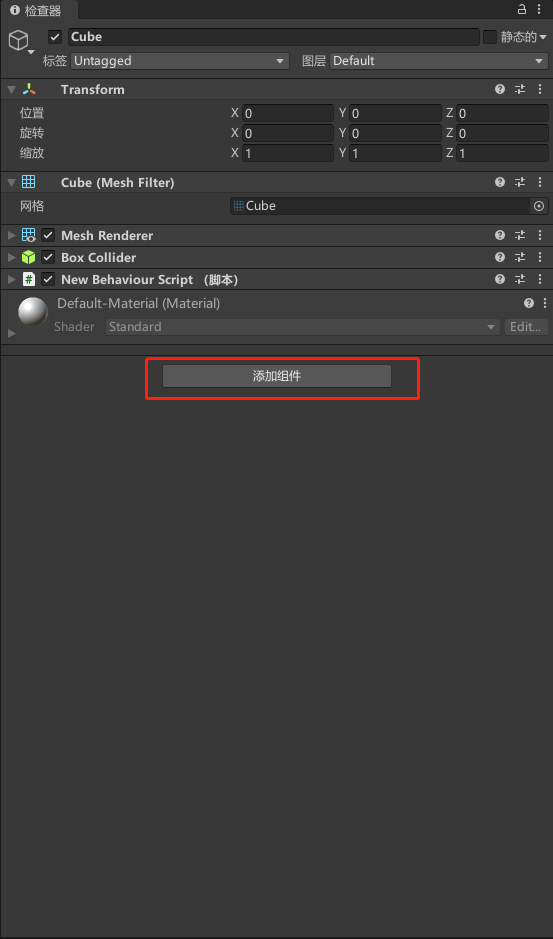 检查器
Cube 静态的
标签 Untagged 图层 Default
Transform
位置 X 0 Y 0 Z 0
旋转 X 0 Y 0 Z 0
缩放 X 1 Y 1 Z 1
Cube (Mesh Filter)
网格 Cube
Mesh Renderer
Box Collider
# New Behaviour Script （脚本）
Default-Material (Material)
Shader Standard Edit...
添加组件